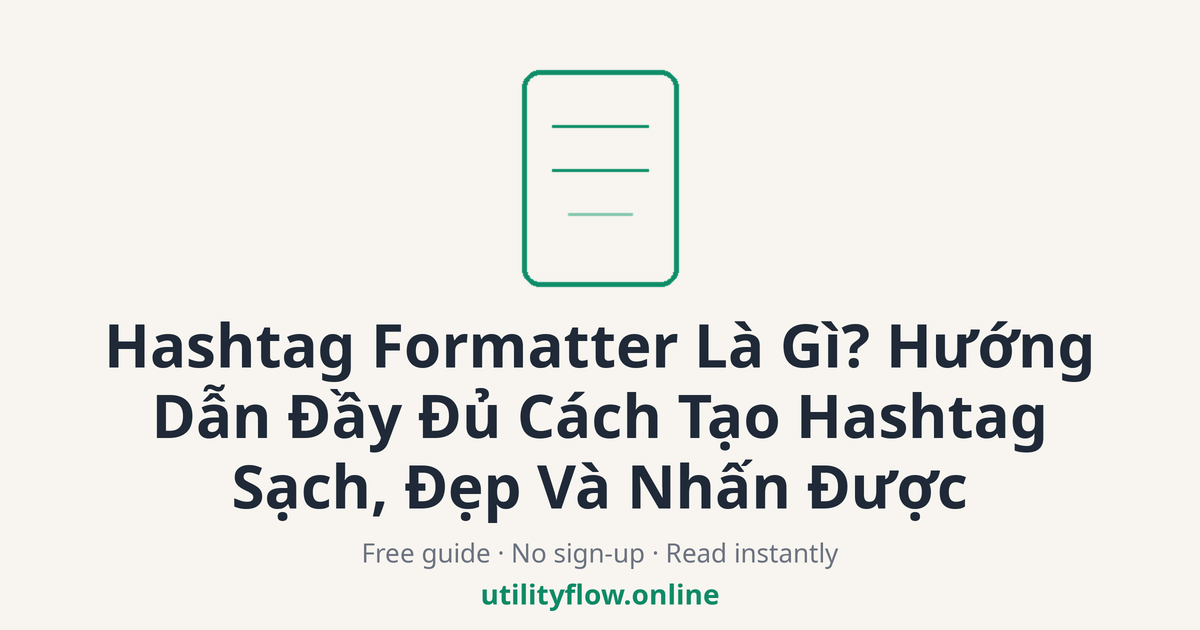 Hashtag Formatter Là Gì? Hướng
Dẫn Đầy Đủ Cách Tạo Hashtag
Sạch, Đẹp Và Nhấn Được
Free guide · No sign-up · Read instantly
utilityflow.online